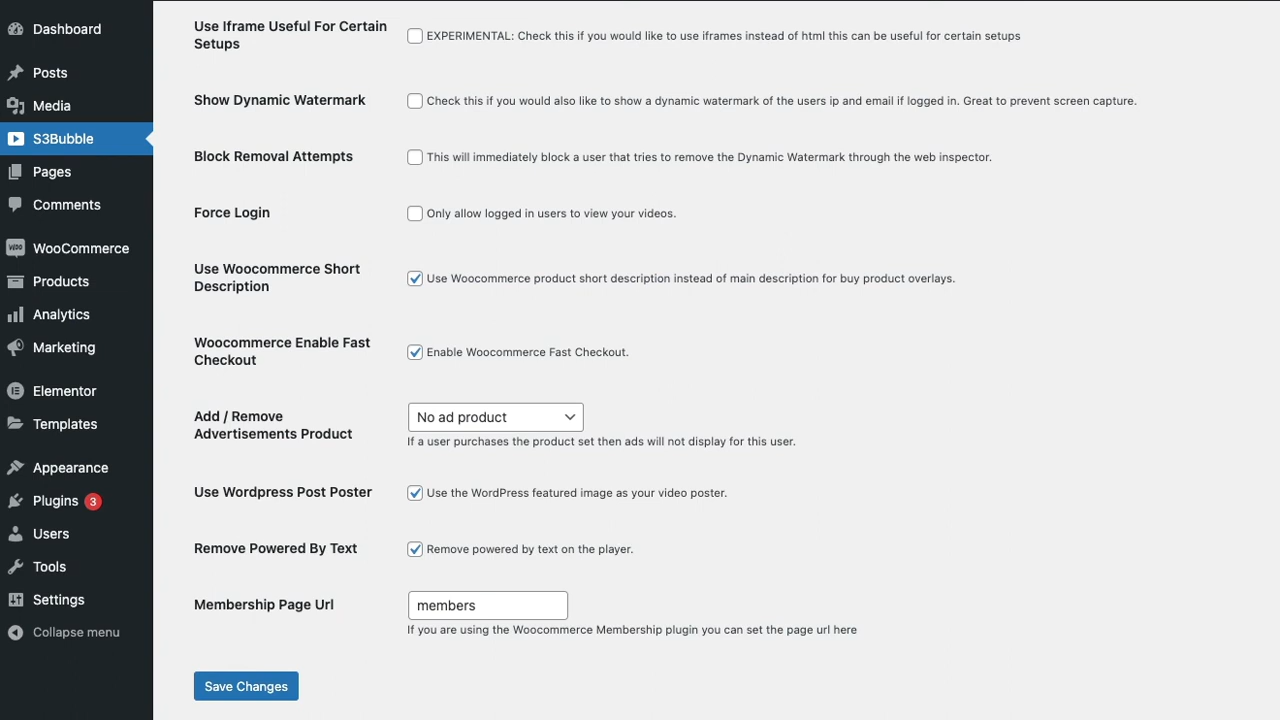 Dashboard
Posts
Media
S3Bubble
Pages
Comments
WooCommerce
Products
Analytics
Marketing
Elementor
Templates
Appearance
Plugins 3
Users
Tools
Settings
Collapse menu
Use Iframe Useful For Certain
Setups
EXPERIMENTAL: Check this if you would like to use iframes instead of html this can be useful for certain setups
Show Dynamic Watermark
Check this if you would also like to show a dynamic watermark of the users ip and email if logged in. Great to prevent screen capture.
Block Removal Attempts
This will immediately block a user that tries to remove the Dynamic Watermark through the web inspector.
Force Login
Only allow logged in users to view your videos.
Use Woocommerce Short
Description
Use Woocommerce product short description instead of main description for buy product overlays.
Woocommerce Enable Fast
Checkout
Enable Woocommerce Fast Checkout.
Add / Remove
Advertisements Product
No ad product
If a user purchases the product set then ads will not display for this user.
Use Wordpress Post Poster
Use the WordPress featured image as your video poster.
Remove Powered By Text
Remove powered by text on the player.
Membership Page Url
members
If you are using the Woocommerce Membership plugin you can set the page url here
Save Changes